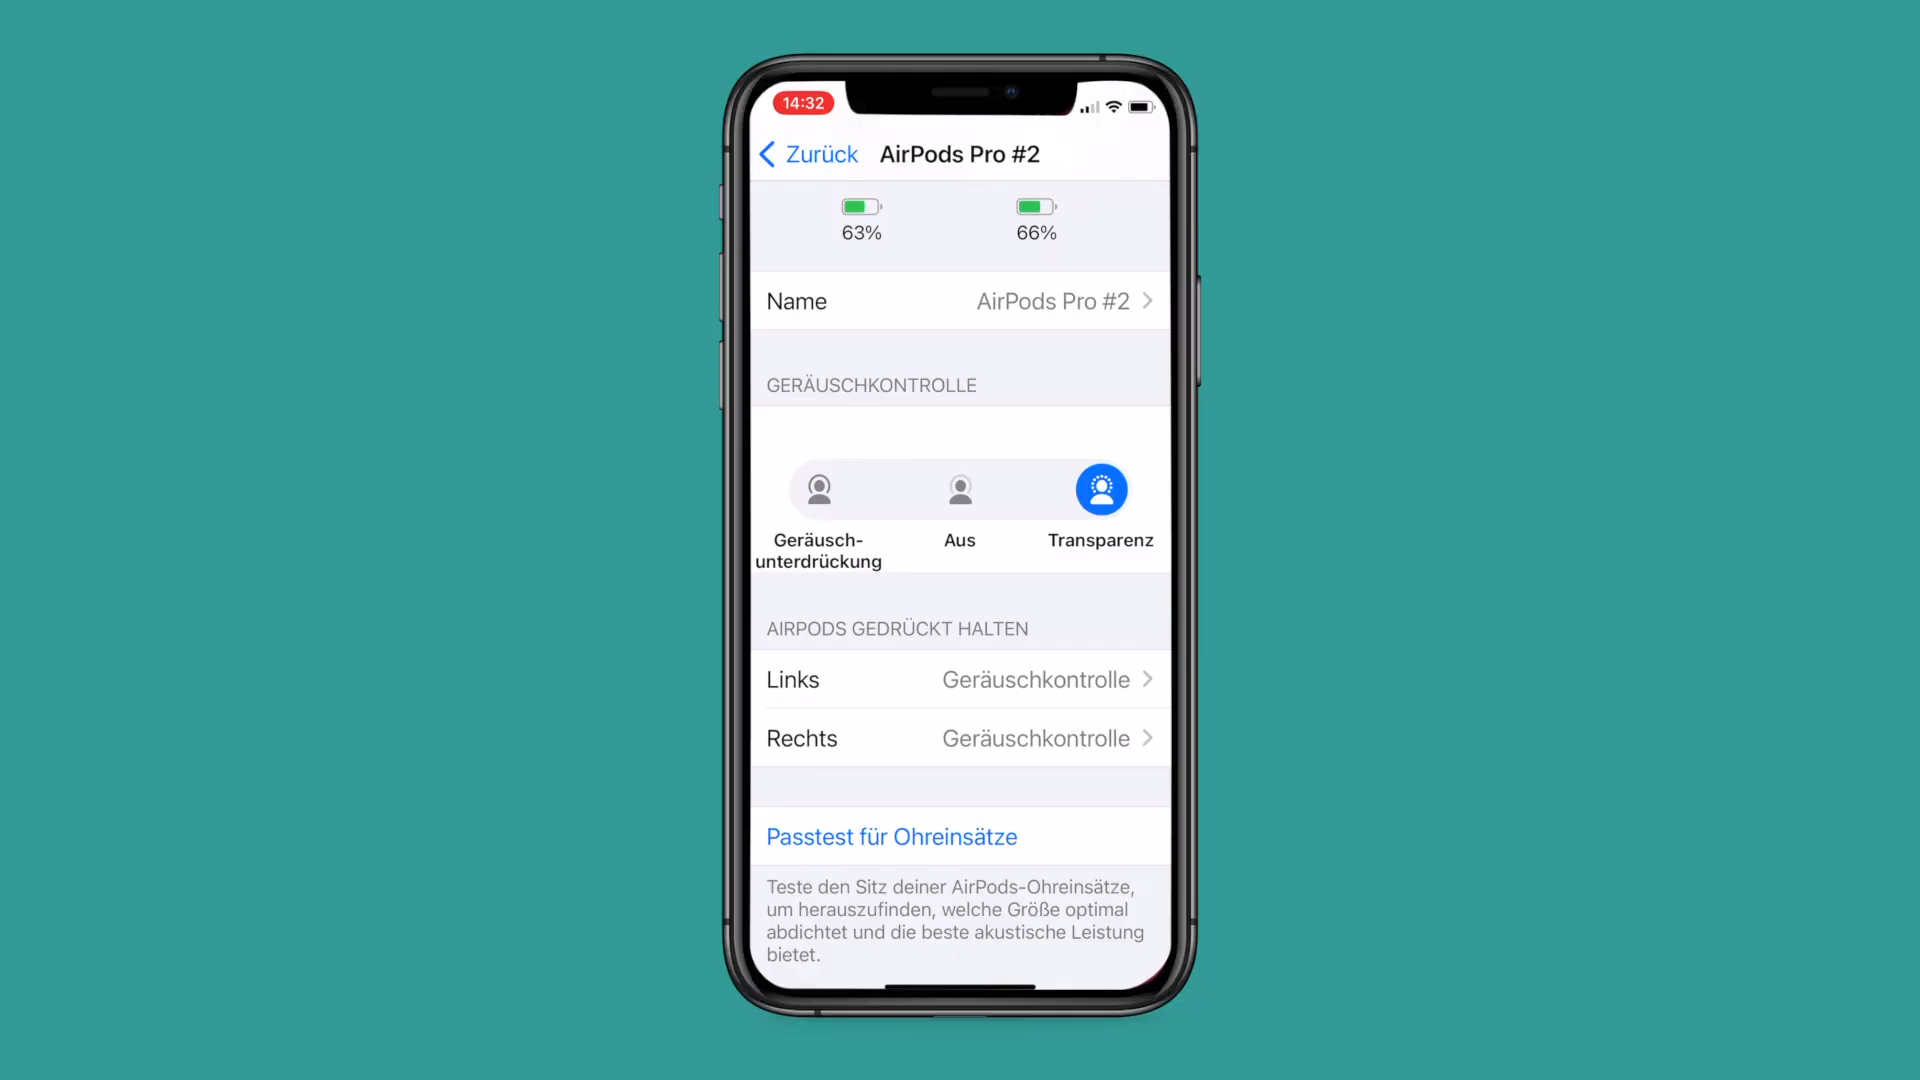 14:32
Zurück AirPods Pro #2
63% 66%
Name AirPods Pro #2
GERÄUSCHKONTROLLE
Geräusch-
unterdrückung
Aus
Transparenz
AIRPODS GEDRÜCKT HALTEN
Links Geräuschkontrolle
Rechts Geräuschkontrolle
Passtest für Ohreinsätze
Teste den Sitz deiner AirPods-Ohreinsätze,
um herauszufinden, welche Größe optimal
abdichtet und die beste akustische Leistung
bietet.